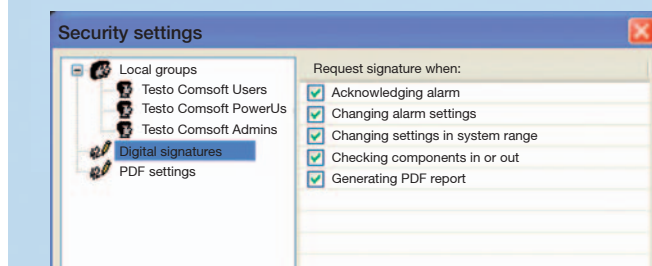 Security settings
Local groups
Testo Comsoft Users
Testo Comsoft PowerUs
Testo Comsoft Admins
Digital signatures
PDF settings
Request signature when:
Acknowledging alarm
Changing alarm settings
Changing settings in system range
Checking components in or out
Generating PDF report